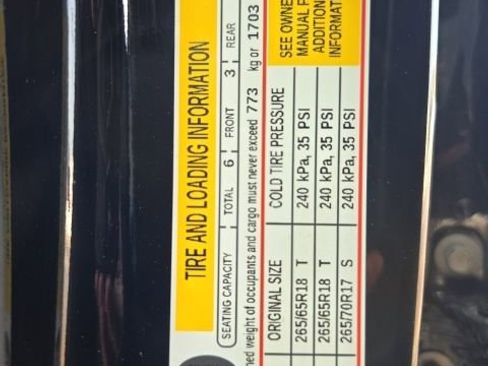 TIRE AND LOADING INFORMATION
SEATING CAPACITY TOTAL 6 FRONT 3 REAR
weight of occupants and cargo must never exceed 773 kg or 1703
ORIGINAL SIZE COLD TIRE PRESSURE SEE OWNE
265/65R18 T 240 kPa, 35 PSI MANUAL F
265/65R18 T 240 kPa, 35 PSI ADDITION
265/70R17 S 240 kPa, 35 PSI INFORMAT